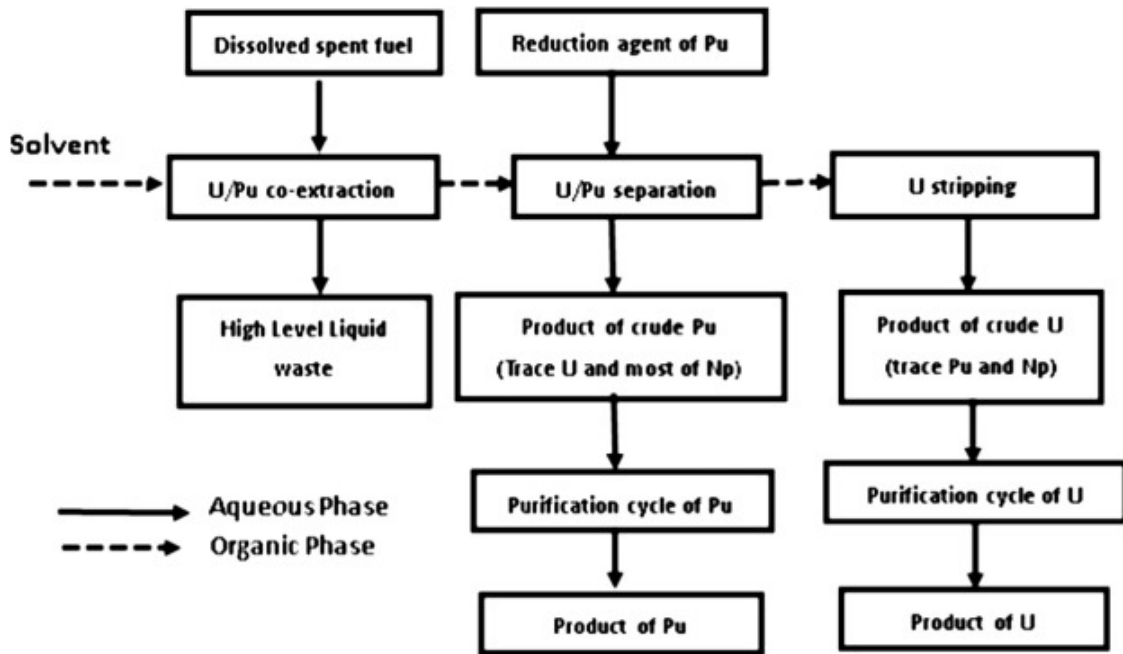 Dissolved spent fuel
Reduction agent of Pu
Solvent
U/Pu co-extraction
U/Pu separation
U stripping
High Level Liquid
waste
Product of crude Pu
(Trace U and most of Np)
Product of crude U
(trace Pu and Np)
Purification cycle of Pu
Purification cycle of U
Aqueous Phase
Organic Phase
Product of Pu
Product of U